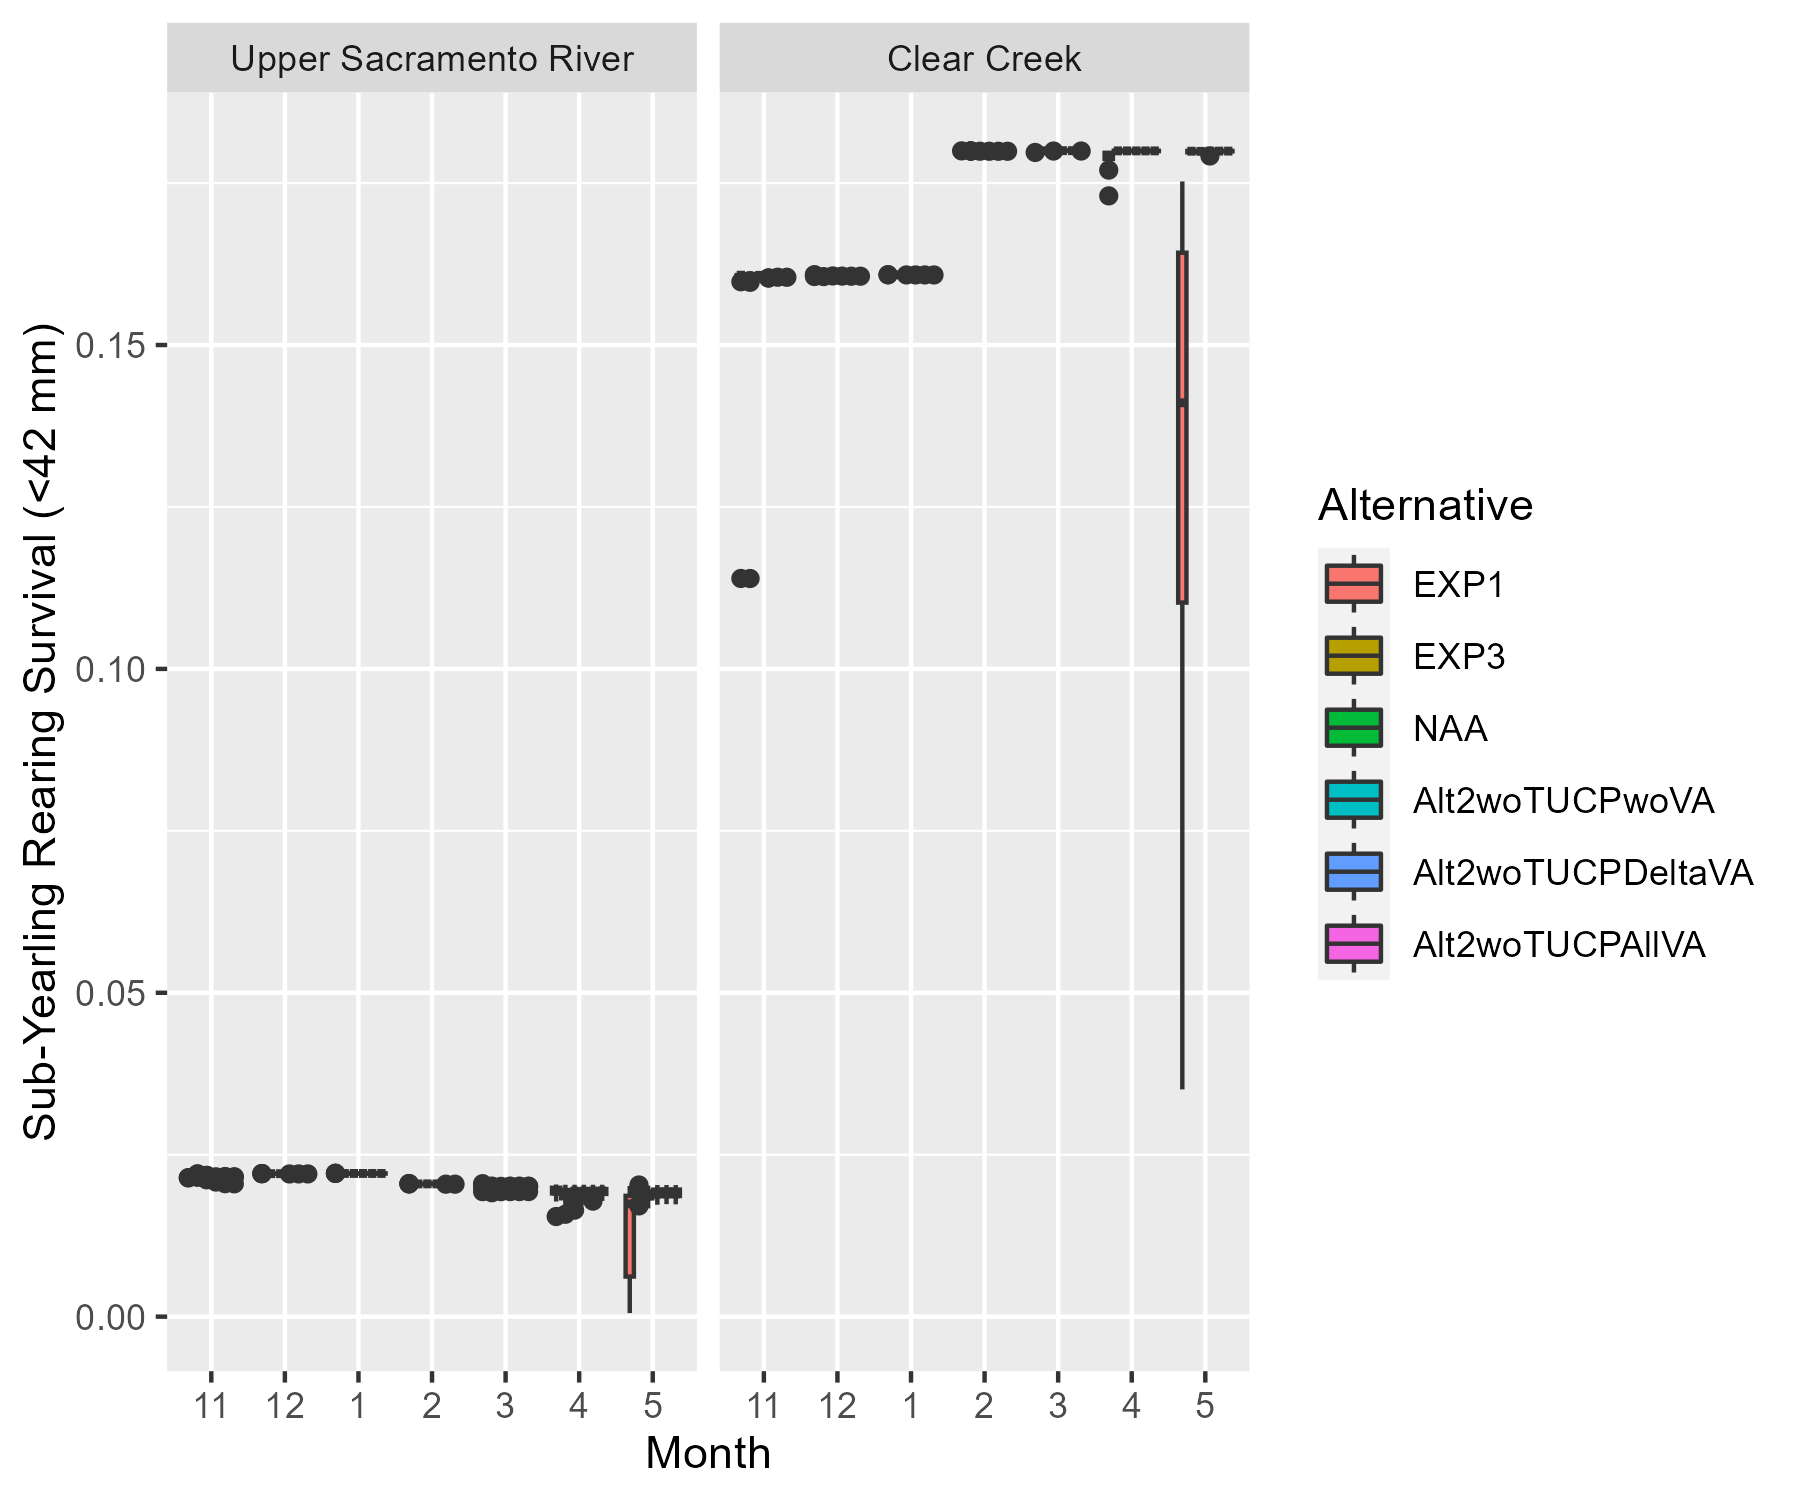 Upper Sacramento River
Clear Creek
Sub-Yearling Rearing Survival (<42 mm)
0.15
0.10
0.05
0.00
11 12 1 2 3 4 5
11 12 1 2 3 4 5
Month
Alternative
EXP1
EXP3
NAA
Alt2woTUCPwoVA
Alt2woTUCPDeltaVA
Alt2woTUCPAllVA